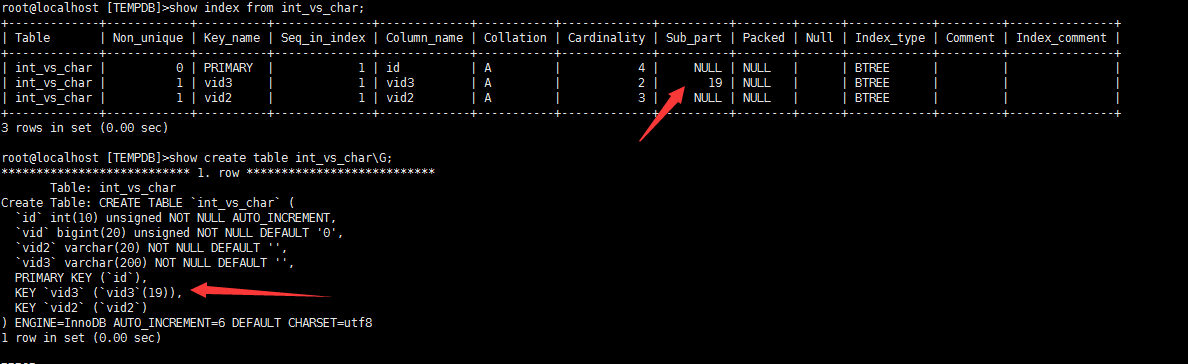 root@localhost [TEMPDB]>show index from int_vs_char;
+-------------+------------+----------+--------------+-------------+-----------+-------------+----------+--------+------+------------+---------+---------------+
| Table       | Non_unique | Key_name | Seq_in_index | Column_name | Collation | Cardinality | Sub_part | Packed | Null | Index_type | Comment | Index_comment |
+-------------+------------+----------+--------------+-------------+-----------+-------------+----------+--------+------+------------+---------+---------------+
| int_vs_char |          0 | PRIMARY  |            1 | id          | A         |           4 |     NULL | NULL   |      | BTREE      |         |               |
| int_vs_char |          1 | vid3     |            1 | vid3        | A         |           2 |       19 | NULL   |      | BTREE      |         |               |
| int_vs_char |          1 | vid2     |            1 | vid2        | A         |           3 |     NULL | NULL   |      | BTREE      |         |               |
+-------------+------------+----------+--------------+-------------+-----------+-------------+----------+--------+------+------------+---------+---------------+
3 rows in set (0.00 sec)
root@localhost [TEMPDB]>show create table int_vs_char\G;
*************************** 1. row ***************************
       Table: int_vs_char
Create Table: CREATE TABLE `int_vs_char` (
  `id` int(10) unsigned NOT NULL AUTO_INCREMENT,
  `vid` bigint(20) unsigned NOT NULL DEFAULT '0',
  `vid2` varchar(20) NOT NULL DEFAULT '',
  `vid3` varchar(200) NOT NULL DEFAULT '',
  PRIMARY KEY (`id`),
  KEY `vid3` (`vid3`(19)),
  KEY `vid2` (`vid2`)
) ENGINE=InnoDB AUTO_INCREMENT=6 DEFAULT CHARSET=utf8
1 row in set (0.00 sec)